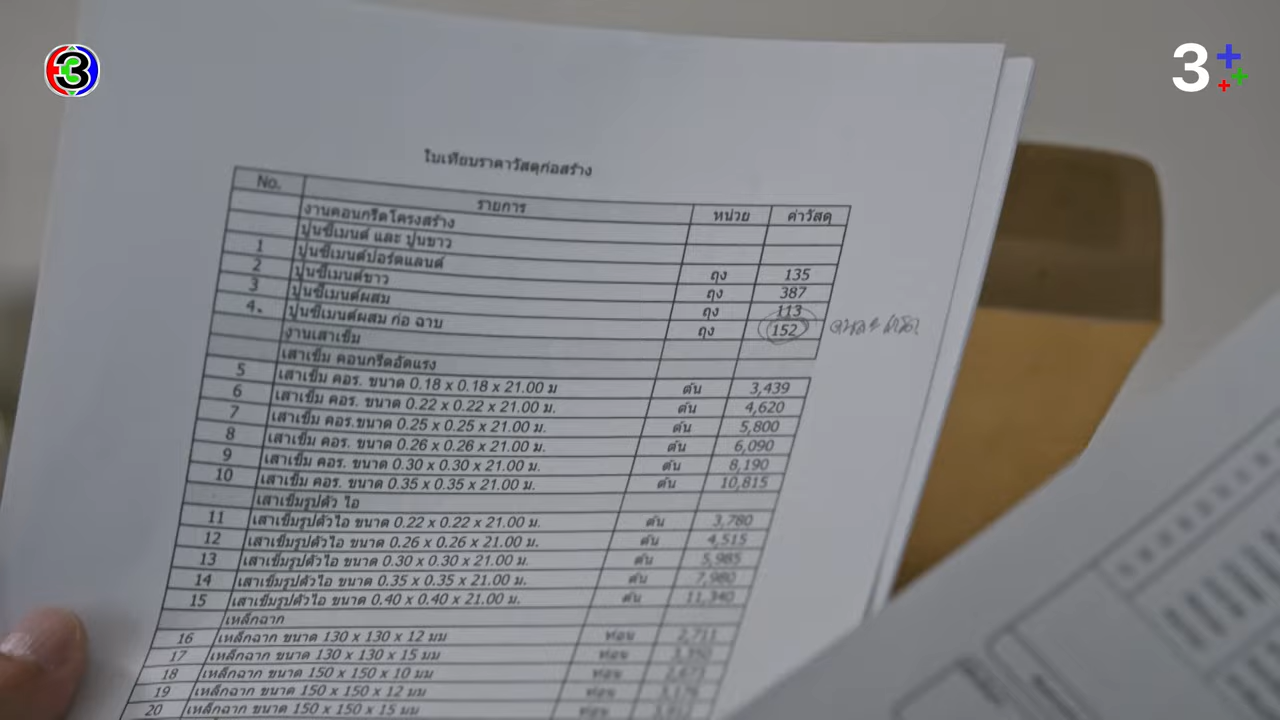 3
3
ใบเทียบราคาวัสดุก่อสร้าง
No. รายการ หน่วย ค่าวัสดุ
งานคอนกรีตโครงสร้าง
ปูนซีเมนต์ และ ปูนขาว
1 ปูนซีเมนต์ปอร์ตแลนด์ ถุง 135
2 ปูนซีเมนต์ขาว ถุง 387
3 ปูนซีเมนต์ผสม ถุง 113
4. ปูนซีเมนต์ผสม ก่อ ฉาบ ถุง 152
งานเสาเข็ม
เสาเข็ม คอนกรีตอัดแรง
5 เสาเข็ม คอร. ขนาด 0.18 x 0.18 x 21.00 ม ต้น 3,439
6 เสาเข็ม คอร. ขนาด 0.22 x 0.22 x 21.00 ม. ต้น 4,620
7 เสาเข็ม คอร.ขนาด 0.25 x 0.25 x 21.00 ม. ต้น 5,800
8 เสาเข็ม คอร. ขนาด 0.26 x 0.26 x 21.00 ม. ต้น 6,090
9 เสาเข็ม คอร. ขนาด 0.30 x 0.30 x 21.00 ม. ต้น 8,190
10 เสาเข็ม คอร. ขนาด 0.35 x 0.35 x 21.00 ม. ต้น 10,815
เสาเข็มรูปตัว ไอ
11 เสาเข็มรูปตัวไอ ขนาด 0.22 x 0.22 x 21.00 ม. ต้น 3,780
12 เสาเข็มรูปตัวไอ ขนาด 0.26 x 0.26 x 21.00 ม. ต้น 4,515
13 เสาเข็มรูปตัวไอ ขนาด 0.30 x 0.30 x 21.00 ม. ต้น 5,985
14 เสาเข็มรูปตัวไอ ขนาด 0.35 x 0.35 x 21.00 ม. ต้น 7,980
15 เสาเข็มรูปตัวไอ ขนาด 0.40 x 0.40 x 21.00 ม. ต้น 11,340
เหล็กฉาก
16 เหล็กฉาก ขนาด 130 x 130 x 12 มม ท่อน 2,711
17 เหล็กฉาก ขนาด 130 x 130 x 15 มม ท่อน
18 เหล็กฉาก ขนาด 150 x 150 x 10 มม ท่อน
19 เหล็กฉาก ขนาด 150 x 150 x 12 มม ท่อน
20 เหล็กฉาก ขนาด 150 x 150 x 15 มม ท่อน